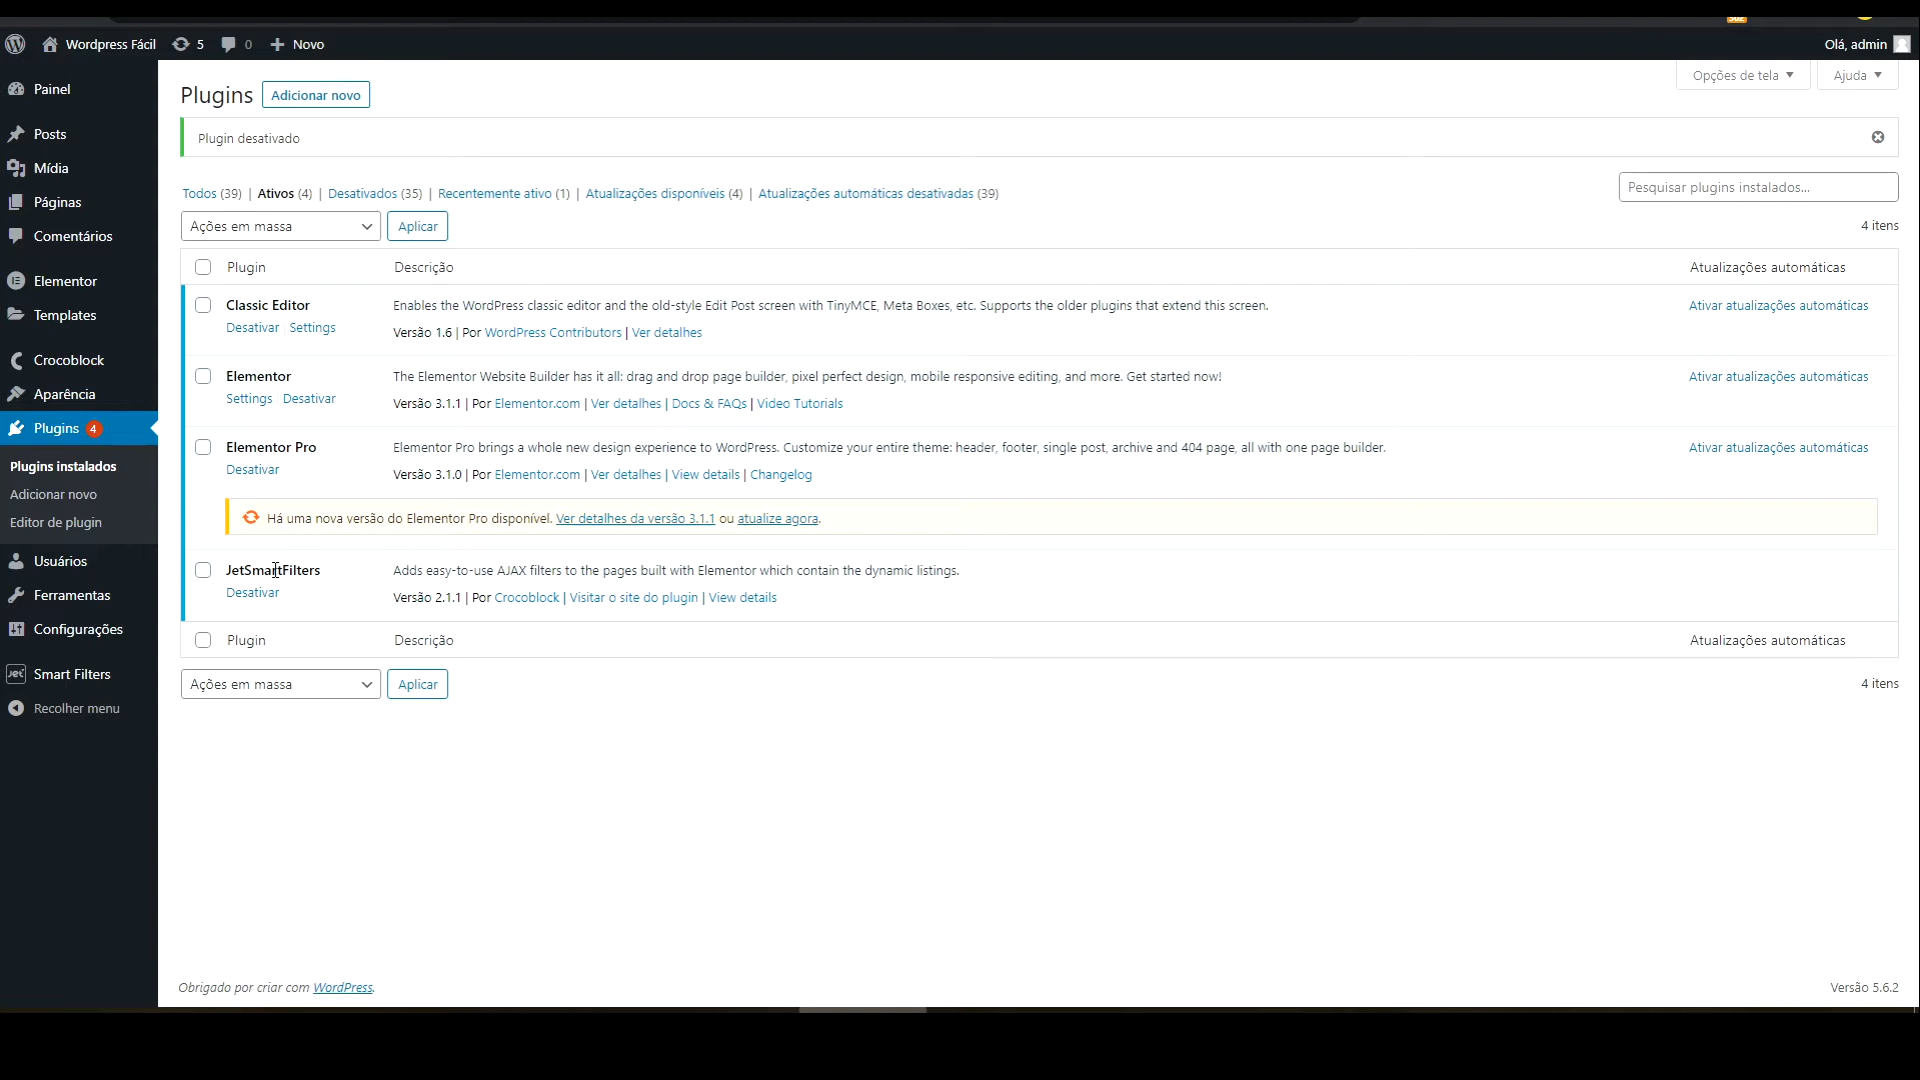 Wordpress Fácil 5 0 Novo
Olá, admin
Painel
Posts
Mídia
Páginas
Comentários
Elementor
Templates
Crocoblock
Aparência
Plugins 4
Plugins instalados
Adicionar novo
Editor de plugin
Usuários
Ferramentas
Configurações
Smart Filters
Recolher menu
Opções de tela
Ajuda
Plugins Adicionar novo
Plugin desativado
Todos (39) | Ativos (4) | Desativados (35) | Recentemente ativo (1) | Atualizações disponíveis (4) | Atualizações automáticas desativadas (39)
Pesquisar plugins instalados...
Ações em massa Aplicar
4 itens
Plugin Descrição Atualizações automáticas
Classic Editor Enables the WordPress classic editor and the old-style Edit Post screen with TinyMCE, Meta Boxes, etc. Supports the older plugins that extend this screen. Ativar atualizações automáticas
Desativar Settings Versão 1.6 | Por WordPress Contributors | Ver detalhes
Elementor The Elementor Website Builder has it all: drag and drop page builder, pixel perfect design, mobile responsive editing, and more. Get started now! Ativar atualizações automáticas
Settings Desativar Versão 3.1.1 | Por Elementor.com | Ver detalhes | Docs & FAQs | Video Tutorials
Elementor Pro Elementor Pro brings a whole new design experience to WordPress. Customize your entire theme: header, footer, single post, archive and 404 page, all with one page builder. Ativar atualizações automáticas
Desativar Versão 3.1.0 | Por Elementor.com | Ver detalhes | View details | Changelog
Há uma nova versão do Elementor Pro disponível. Ver detalhes da versão 3.1.1 ou atualize agora.
JetSmartFilters Adds easy-to-use AJAX filters to the pages built with Elementor which contain the dynamic listings.
Desativar Versão 2.1.1 | Por Crocoblock | Visitar o site do plugin | View details
Plugin Descrição Atualizações automáticas
Ações em massa Aplicar
4 itens
Obrigado por criar com WordPress.
Versão 5.6.2